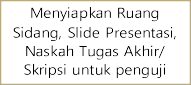 Menyiapkan Ruang
Sidang, Slide Presentasi,
Naskah Tugas Akhir/
Skripsi untuk penguji